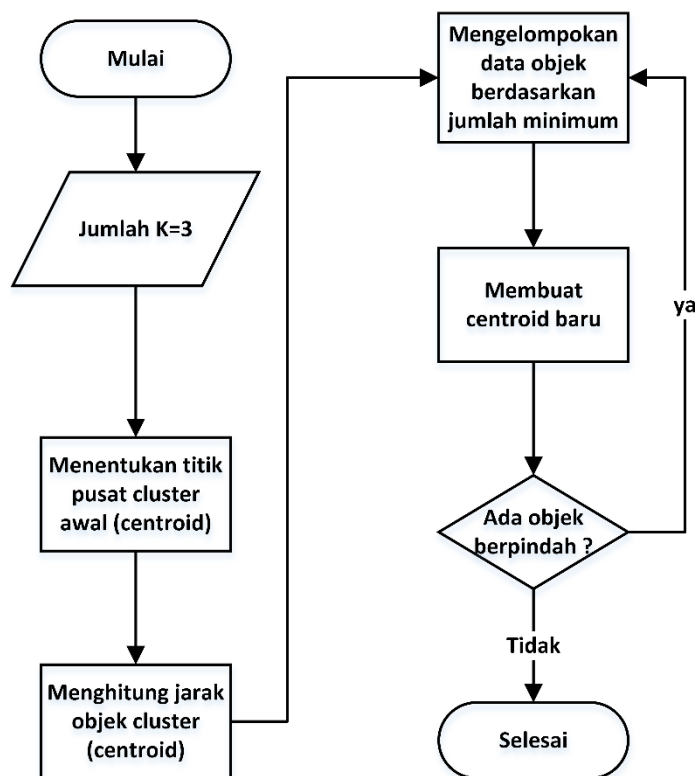 Mulai
Jumlah K=3
Menentukan titik
pusat cluster
awal (centroid)
Menghitung jarak
objek cluster
(centroid)
Mengelompokan
data objek
berdasarkan
jumlah minimum
Membuat
centroid baru
Ada objek
berpindah ?
ya
Tidak
Selesai